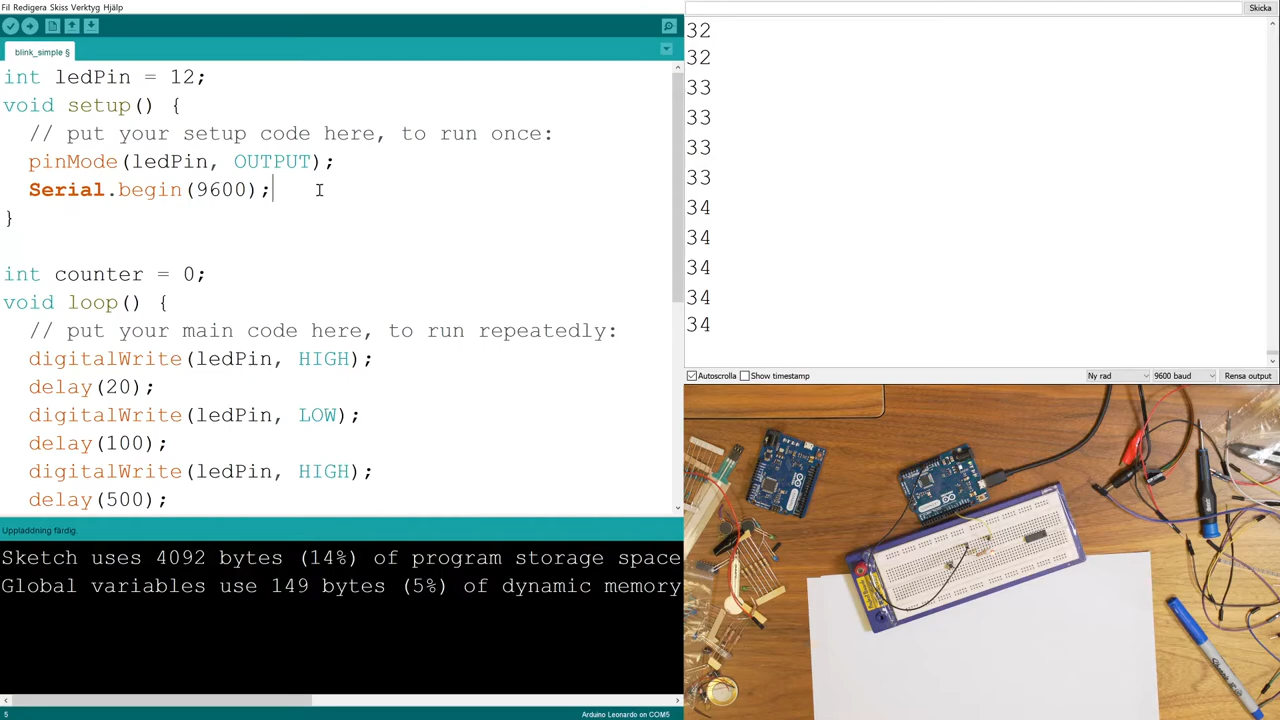 Fil Redigera Skiss Verktyg Hjälp
blink_simple §
int ledPin = 12;
void setup() {
// put your setup code here, to run once:
pinMode(ledPin, OUTPUT);
Serial.begin(9600);
}
int counter = 0;
void loop() {
// put your main code here, to run repeatedly:
digitalWrite(ledPin, HIGH);
delay(20);
digitalWrite(ledPin, LOW);
delay(100);
digitalWrite(ledPin, HIGH);
delay(500);
Uppladdning färdig.
Sketch uses 4092 bytes (14%) of program storage space
Global variables use 149 bytes (5%) of dynamic memory
5
Arduino Leonardo on COM5
Skicka
32
32
33
33
33
33
34
34
34
34
34
Autoscrolla
Show timestamp
Ny rad
9600 baud
Rensa output